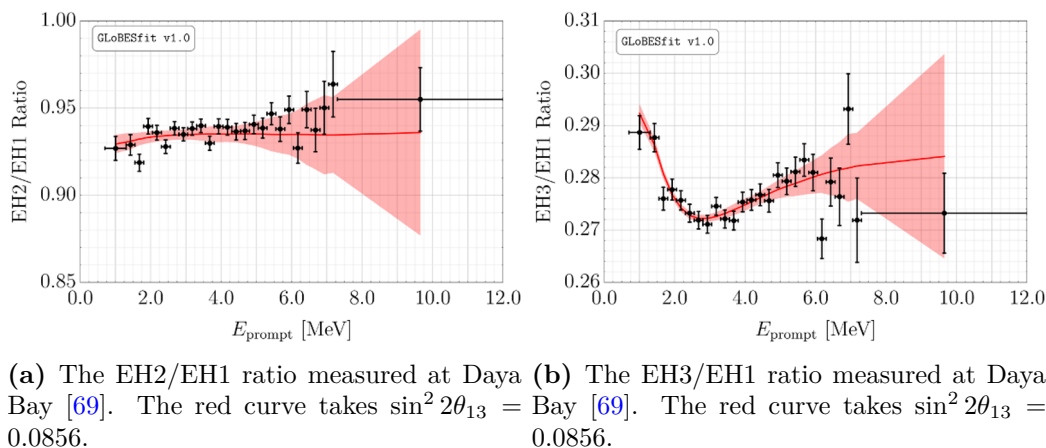 1.00
0.95
0.90
0.85
EH2/EH1 Ratio
GLoBESfit v1.0
0.0 2.0 4.0 6.0 8.0 10.0 12.0
E_prompt [MeV]
0.31
0.30
0.29
0.28
0.27
0.26
EH3/EH1 Ratio
GLoBESfit v1.0
0.0 2.0 4.0 6.0 8.0 10.0 12.0
E_prompt [MeV]
(a) The EH2/EH1 ratio measured at Daya
Bay [69]. The red curve takes sin² 2θ₁₃ =
0.0856.
(b) The EH3/EH1 ratio measured at Daya
Bay [69]. The red curve takes sin² 2θ₁₃ =
0.0856.